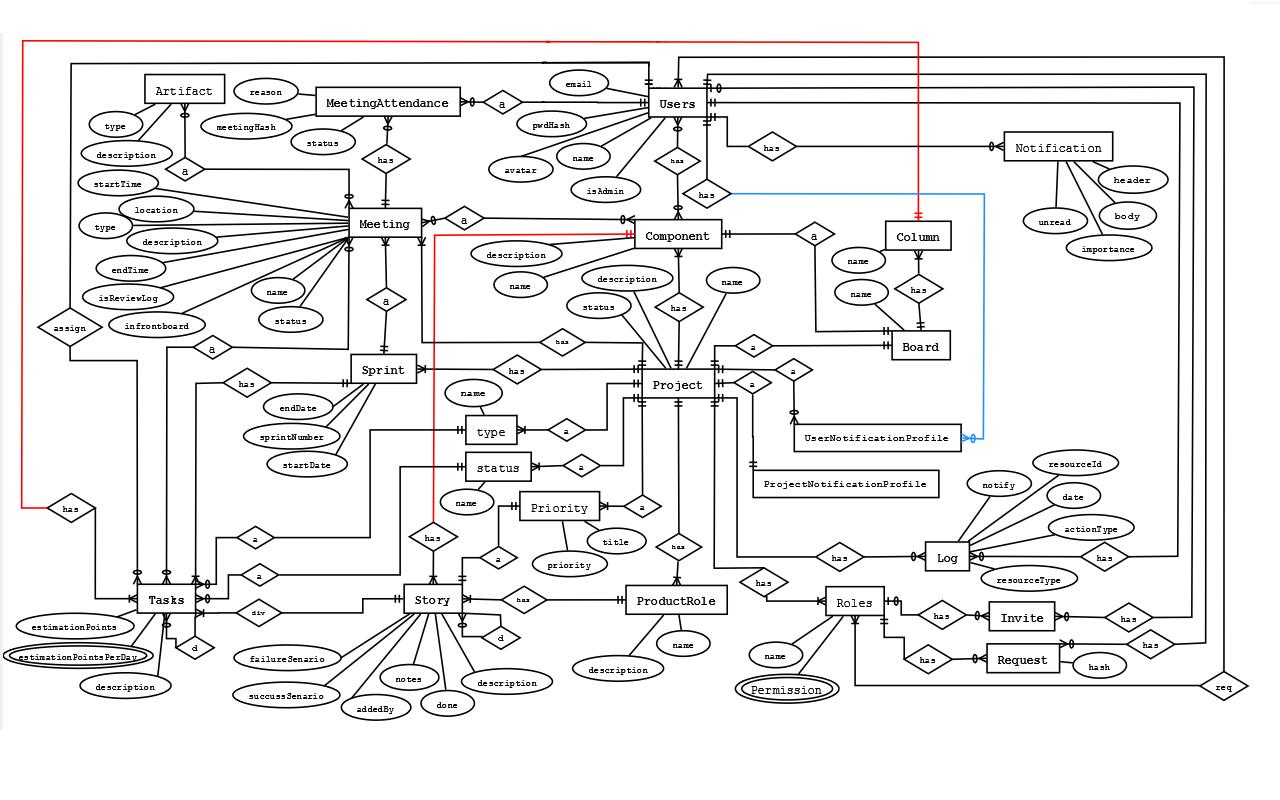 email
Artifact
reason
MeetingAttendance
a
Users
type
meetingHash
pwdHash
status
has
Notification
description
name
has
has
a
avatar
header
startTime
isAdmin
has
location
body
type
Meeting
a
unread
description
Component
a
Column
importance
description
endTime
name
name
description
name
isReviewLog
name
has
name
a
status
has
status
infrontboard
assign
a
has
a
Board
Sprint
has
a
has
Project
a
name
endDate
type
a
sprintNumber
UserNotificationProfile
startDate
status
a
resourceId
name
notify
ProjectNotificationProfile
date
has
Priority
a
actionType
a
has
title
has
a
has
Log
has
priority
a
resourceType
has
Tasks
div
Story
has
ProductRole
Roles
has
Invite
has
estimationPoints
d
d
name
has
has
estimationPointsPerDay
failureSenario
name
Request
hash
description
notes
description
description
Permission
req
succussSenario
done
addedBy